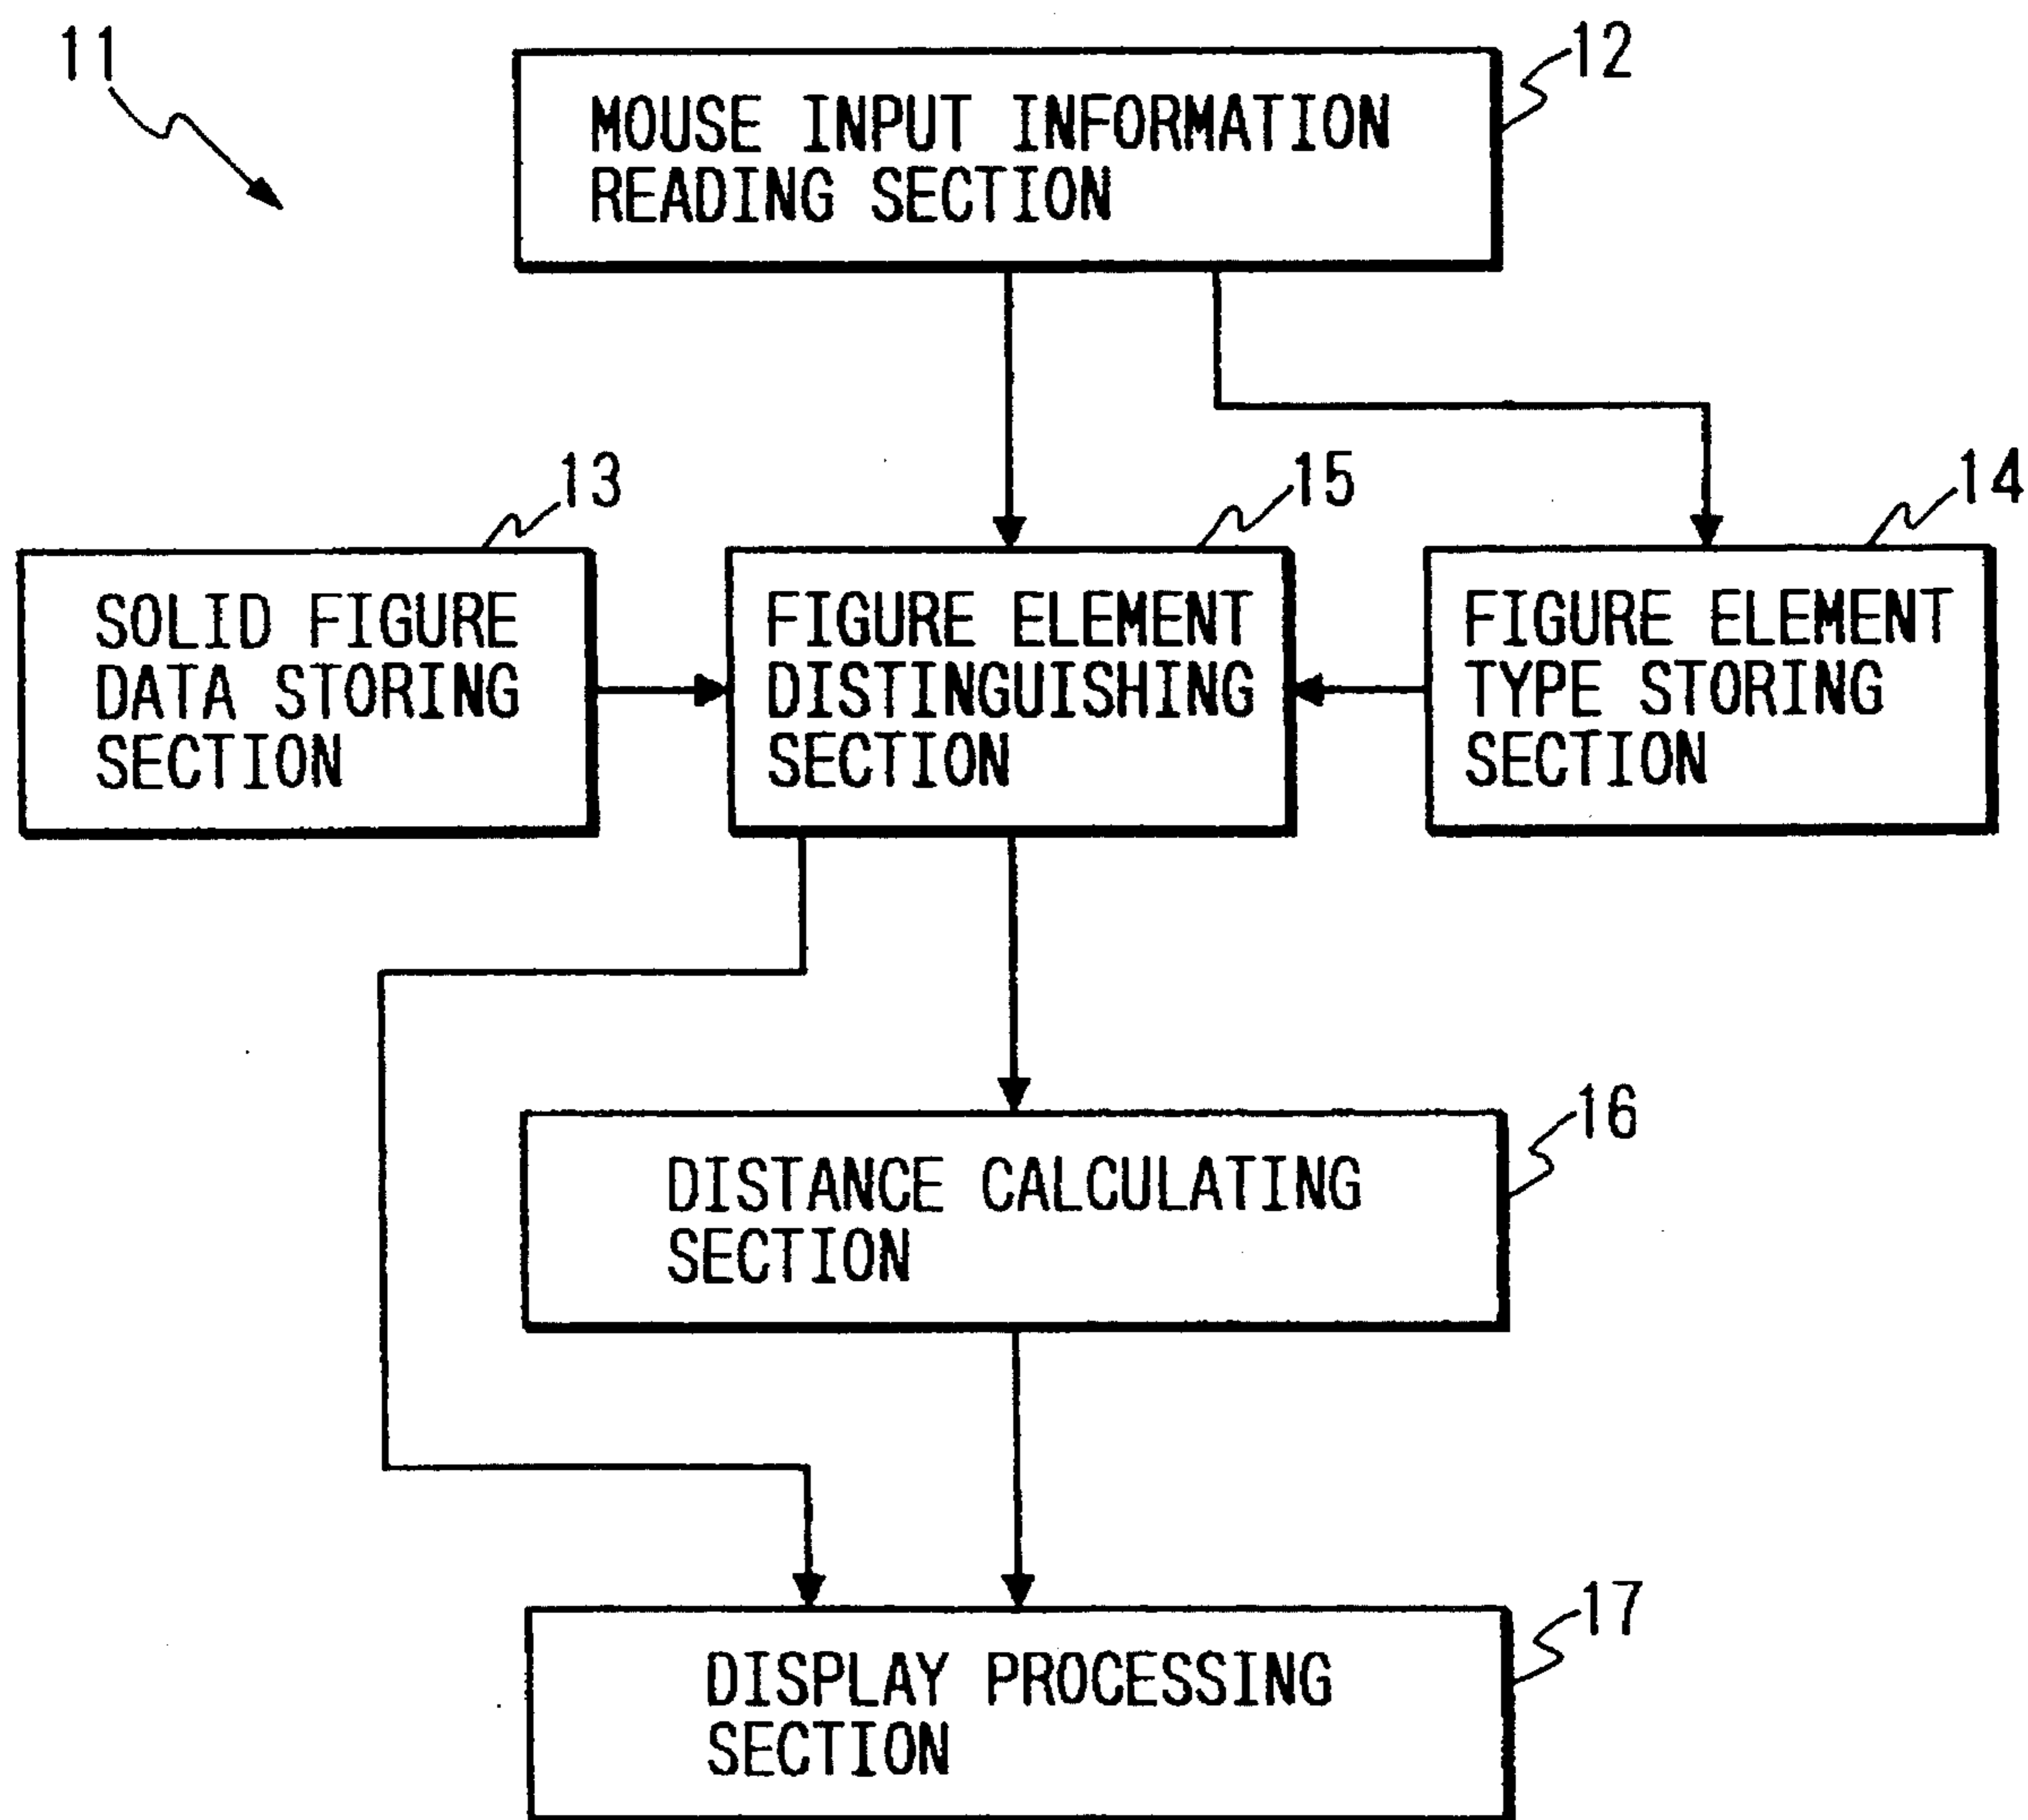 11
12
MOUSE INPUT INFORMATION
READING SECTION
13
15
14
SOLID FIGURE
DATA STORING
SECTION
FIGURE ELEMENT
DISTINGUISHING
SECTION
FIGURE ELEMENT
TYPE STORING
SECTION
16
DISTANCE CALCULATING
SECTION
17
DISPLAY PROCESSING
SECTION